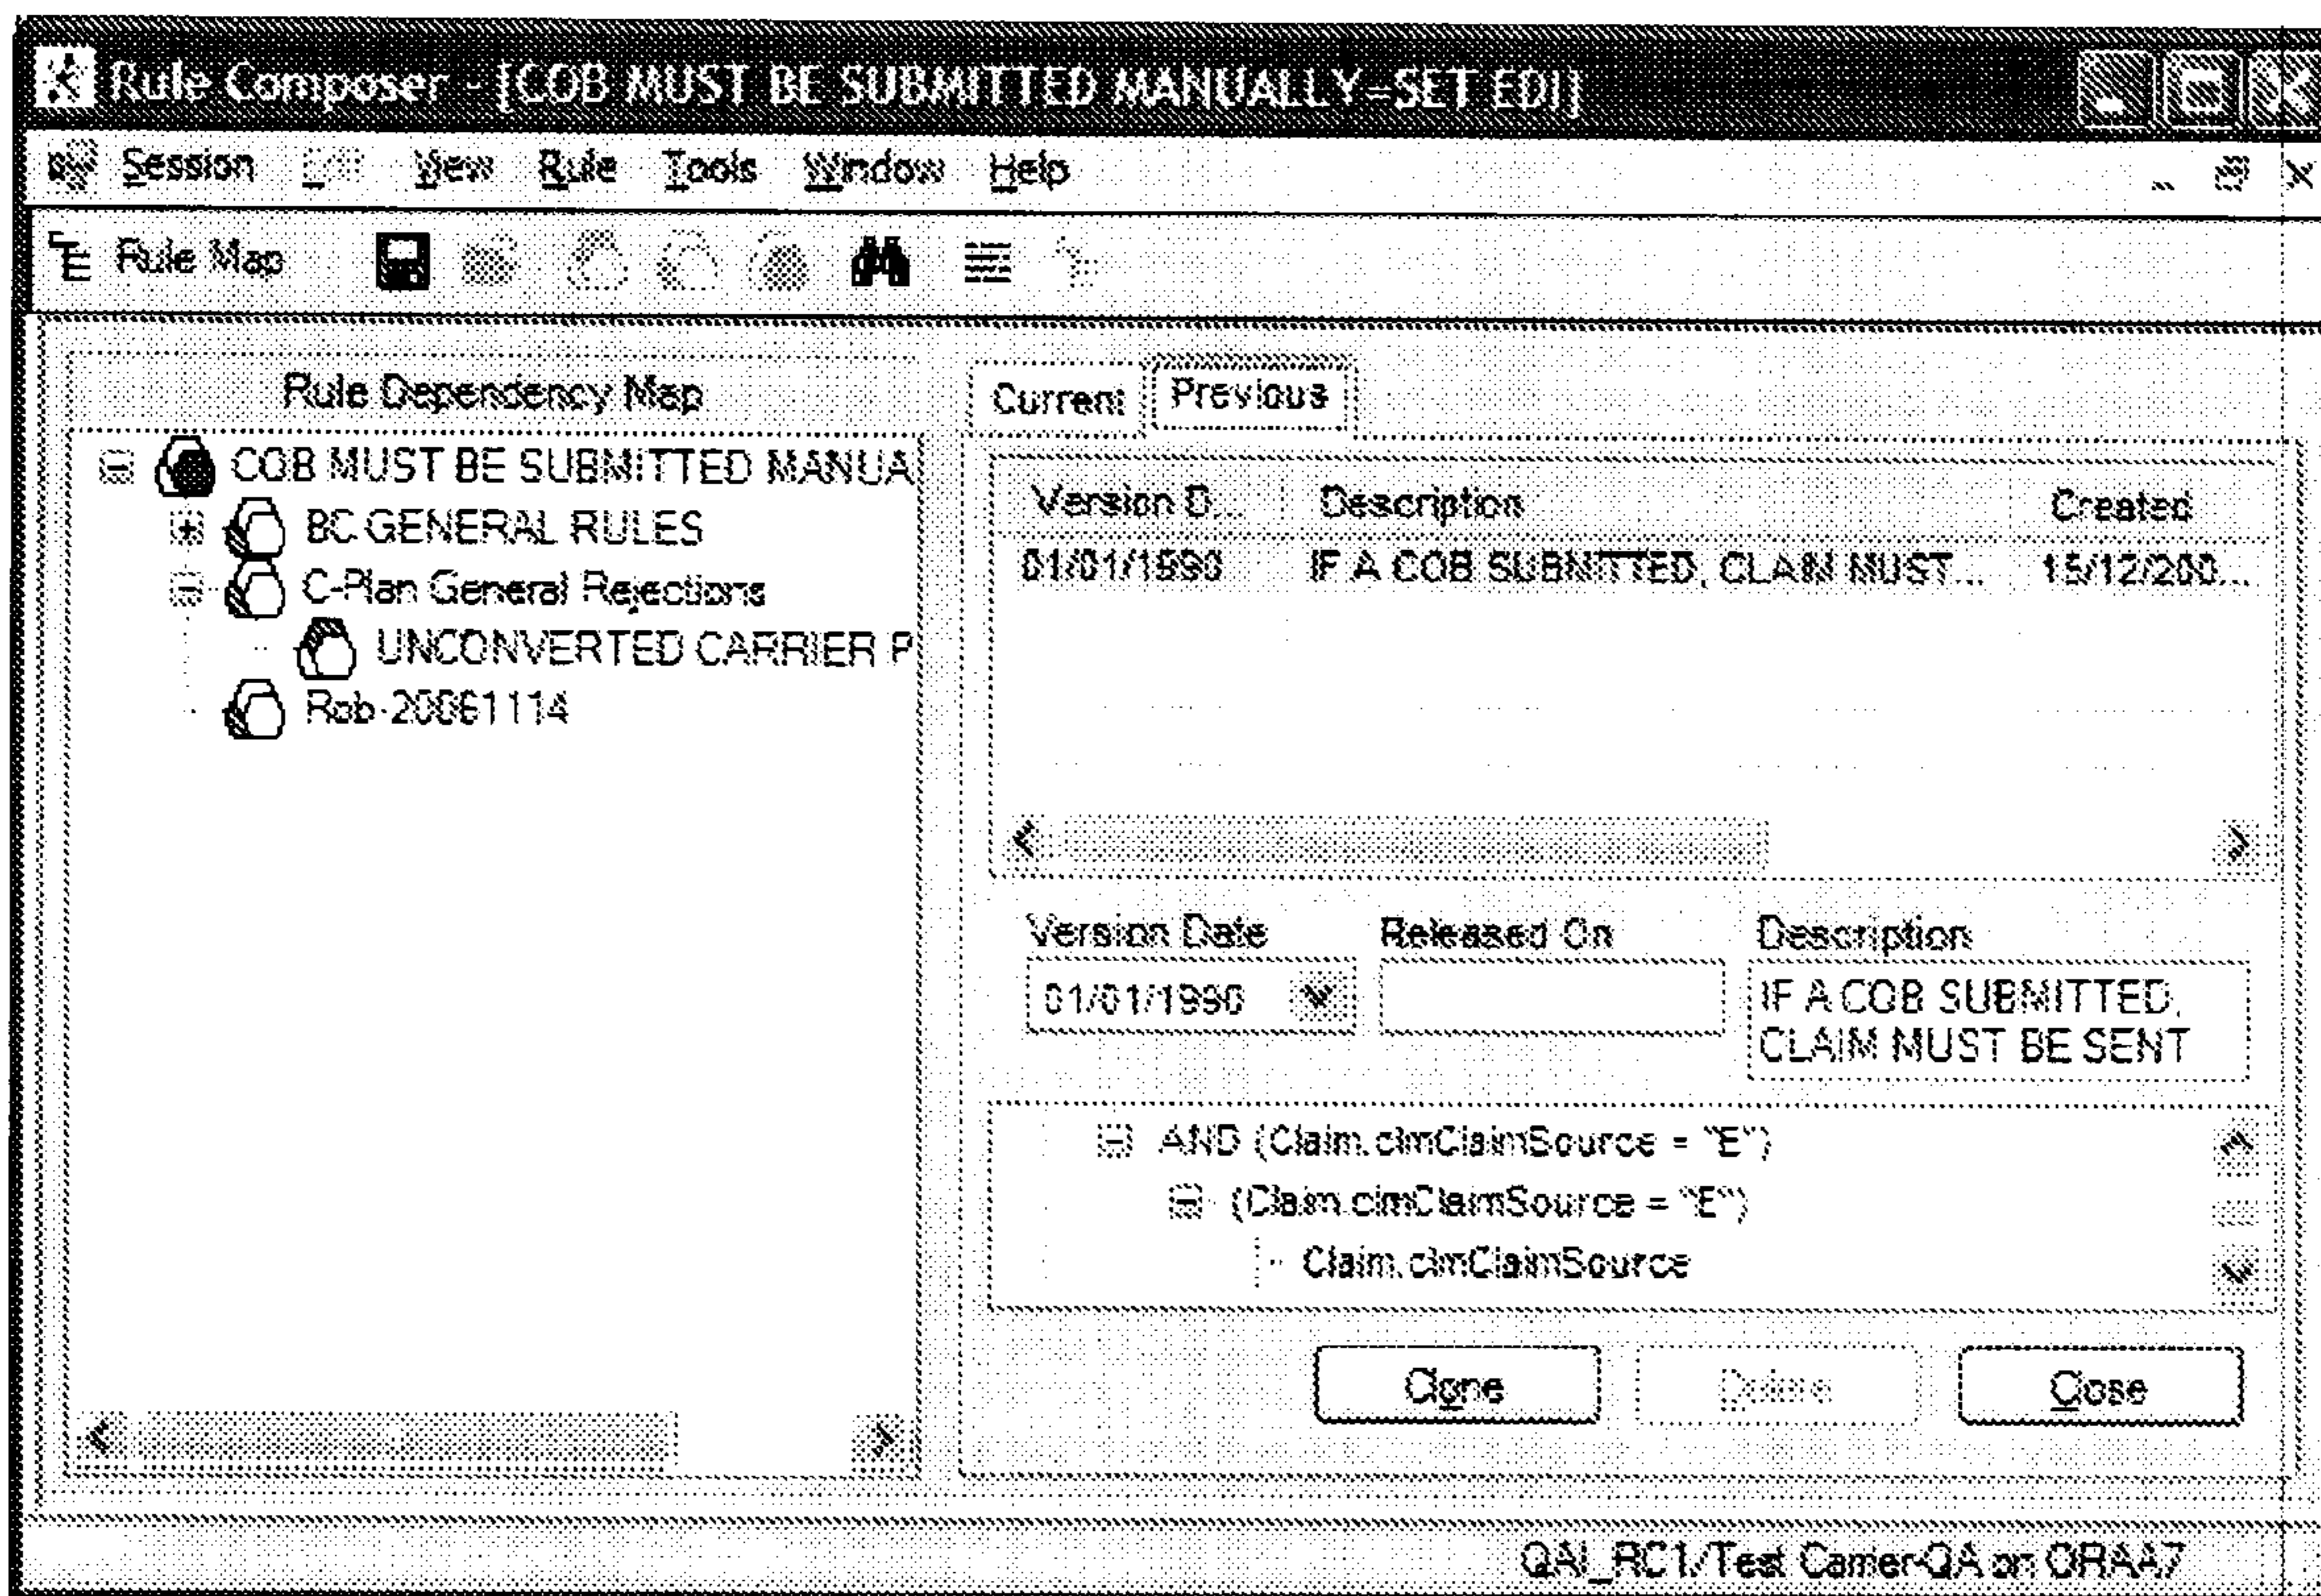 Rule Composer - [COB MUST BE SUBMITTED MANUALLY-SET EDI]
Session View Rule Tools Window Help
Rule Map
Rule Dependency Map
COB MUST BE SUBMITTED MANUA
BC GENERAL RULES
C-Plan General Rejections
UNCONVERTED CARRIER P
Rob-20061114
Current Previous
Version D... Description Created
01/01/1990 IF A COB SUBMITTED, CLAIM MUST... 15/12/200...
Version Date Released On Description
01/01/1990 IF A COB SUBMITTED,
CLAIM MUST BE SENT
AND (Claim.clmClaimSource = "E")
(Claim.clmClaimSource = "E")
Claim.clmClaimSource
Clone Delete Close
QAI_RC1/Test Carrier-QA on ORAA7